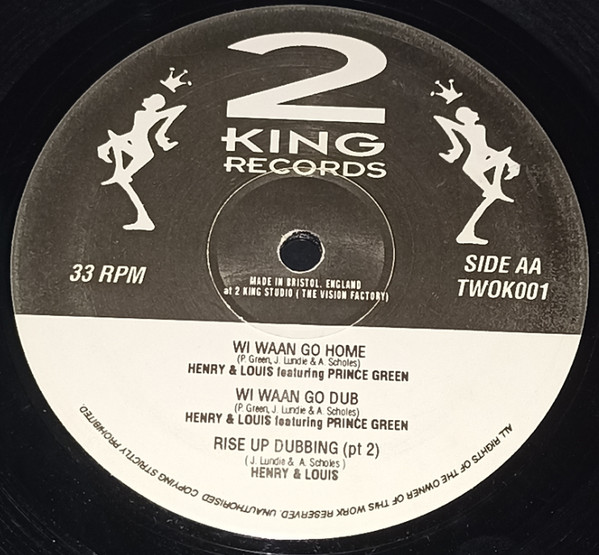 2
KING
RECORDS
33 RPM
SIDE AA
TWOK001
MADE IN BRISTOL, ENGLAND
at 2 KING STUDIO ( THE VISION FACTORY)
WI WAAN GO HOME
(P. Green, J. Lundie & A. Scholes)
HENRY & LOUIS featuring PRINCE GREEN
WI WAAN GO DUB
(P. Green, J. Lundie & A. Scholes)
HENRY & LOUIS featuring PRINCE GREEN
RISE UP DUBBING (pt 2)
( J. Lundie & A. Scholes )
HENRY & LOUIS
ALL RIGHTS OF THE OWNER OF THIS WORK RESERVED. UNAUTHORISED COPYING STRICTLY PROHIBITED.